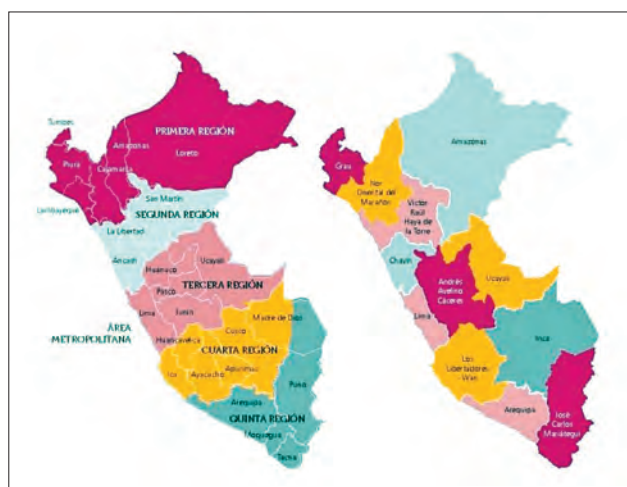 Tumbes
Piura
Lambayeque
Cajamarca
Amazonas
PRIMERA REGIÓN
Loreto
San Martín
SEGUNDA REGIÓN
La Libertad
Ancash
Huánuco
Ucayali
Pasco
TERCERA REGIÓN
Lima
Junín
ÁREA
METROPOLITANA
Huancavelica
Cusco
Madre de Dios
CUARTA REGIÓN
Ica
Ayacucho
Apurímac
Puno
Arequipa
QUINTA REGIÓN
Moquegua
Tacna
Amazonas
Grau
Nor
Oriental del
Marañón
Víctor
Raúl
Haya de
la Torre
Chavín
Ucayali
Andrés
Avelino
Cáceres
Lima
Inca
Los
Libertadores
- Wari
Arequipa
José
Carlos
Mariátegui